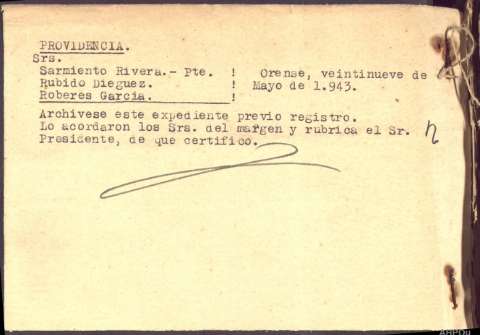 PROVIDENCIA.
Srs.
Sarmiento Rivera.- Pte. ! Orense, veintinueve de
Rubido Dieguez. ! Mayo de 1.943.
Roberes Garcia. !
Archivese este expediente previo registro.
Lo acordaron los Srs. del margen y rubrica el Sr.
Presidente, de que certifico.